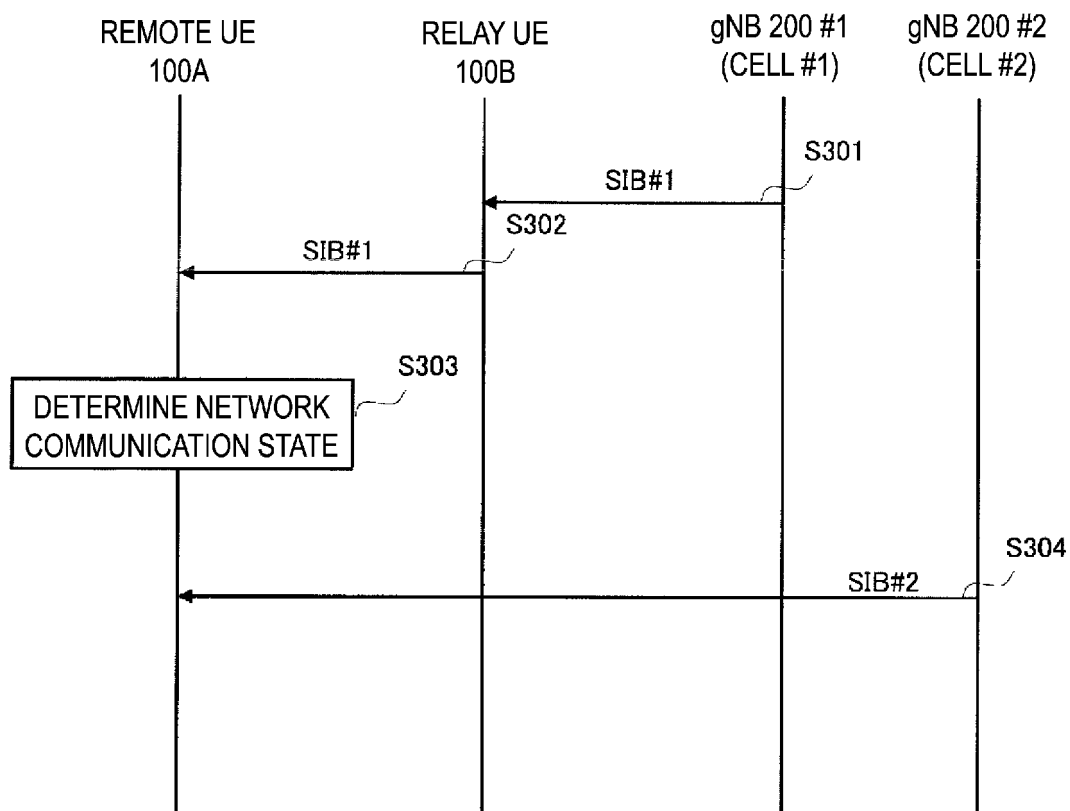 REMOTE UE
100A
RELAY UE
100B
gNB 200 #1
(CELL #1)
gNB 200 #2
(CELL #2)
S301
SIB#1
S302
SIB#1
S303
DETERMINE NETWORK
COMMUNICATION STATE
S304
SIB#2